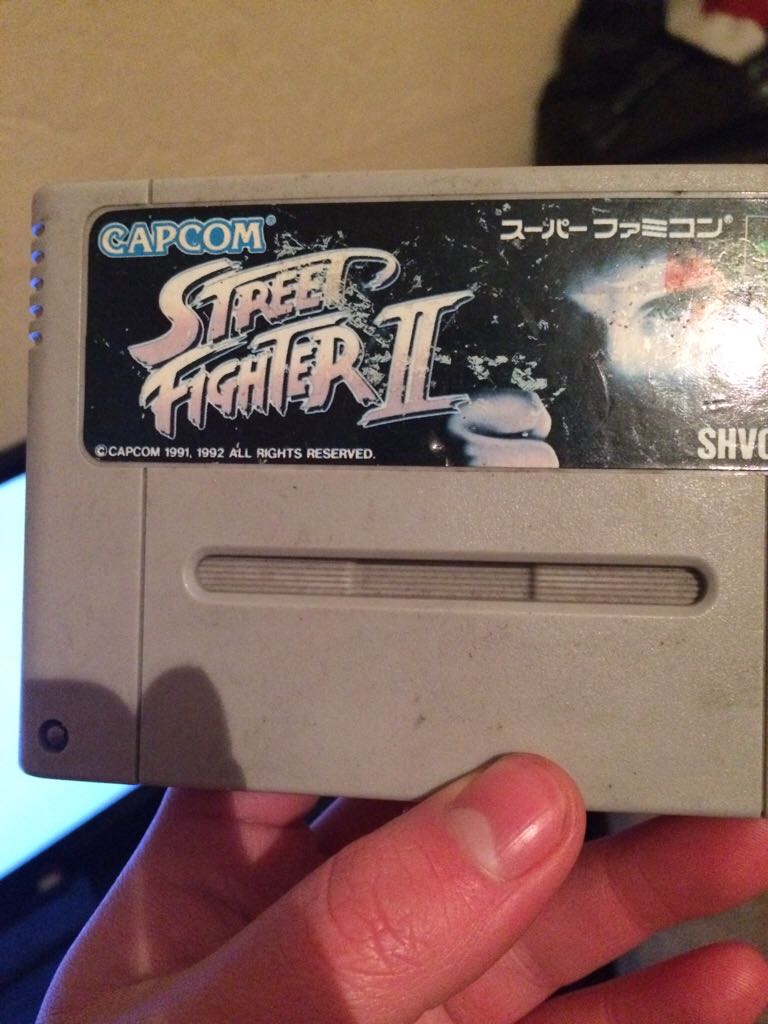 CAPCOM®
スーパーファミコン®
STREET
FIGHTER II
©CAPCOM 1991, 1992 ALL RIGHTS RESERVED.
SHVC